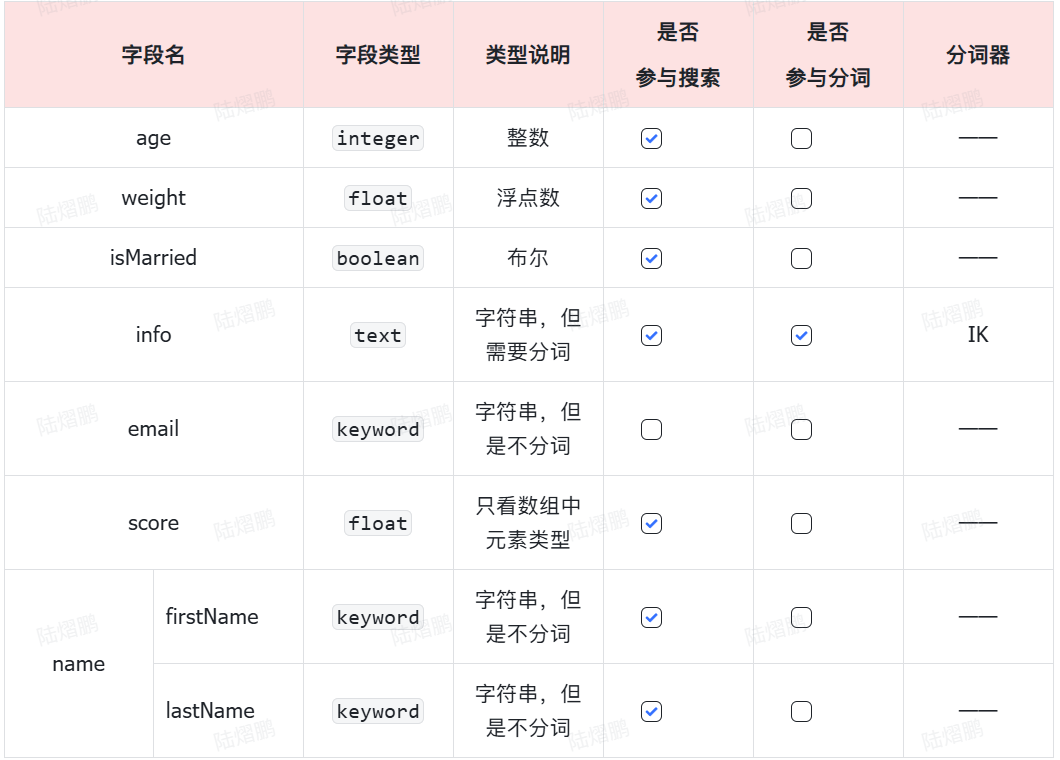 字段名 字段类型 类型说明 是否 参与搜索 是否 参与分词 分词器
age integer 整数 ——
weight float 浮点数 ——
isMarried boolean 布尔 ——
info text 字符串，但 需要分词 IK
email keyword 字符串，但 是不分词 ——
score float 只看数组中 元素类型 ——
name firstName keyword 字符串，但 是不分词 ——
lastName keyword 字符串，但 是不分词 ——
陆熠鹏